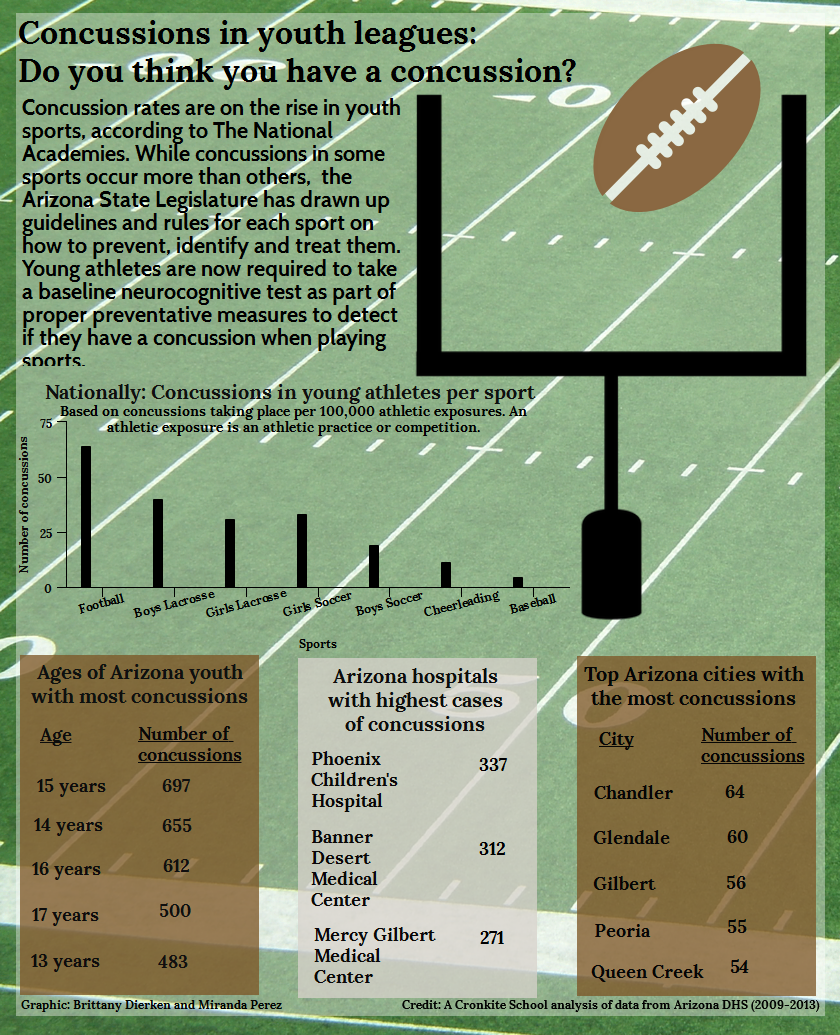 Concussions in youth leagues:
Do you think you have a concussion?
Concussion rates are on the rise in youth
sports, according to The National
Academies. While concussions in some
sports occur more than others, the
Arizona State Legislature has drawn up
guidelines and rules for each sport on
how to prevent, identify and treat them.
Young athletes are now required to take
a baseline neurocognitive test as part of
proper preventative measures to detect
if they have a concussion when playing
sports.
Nationally: Concussions in young athletes per sport
Based on concussions taking place per 100,000 athletic exposures. An
athletic exposure is an athletic practice or competition.
Number of concussions
75
50
25
0
Football
Boys Lacrosse
Girls Lacrosse
Girls Soccer
Boys Soccer
Cheerleading
Baseball
Sports
Ages of Arizona youth
with most concussions
Age
Number of
concussions
15 years 697
14 years 655
16 years 612
17 years 500
13 years 483
Arizona hospitals
with highest cases
of concussions
Phoenix 337
Children's
Hospital
Banner
Desert 312
Medical
Center
Mercy Gilbert 271
Medical
Center
Top Arizona cities with
the most concussions
City
Number of
concussions
Chandler 64
Glendale 60
Gilbert 56
Peoria 55
Queen Creek 54
Graphic: Brittany Dierken and Miranda Perez
Credit: A Cronkite School analysis of data from Arizona DHS (2009-2013)